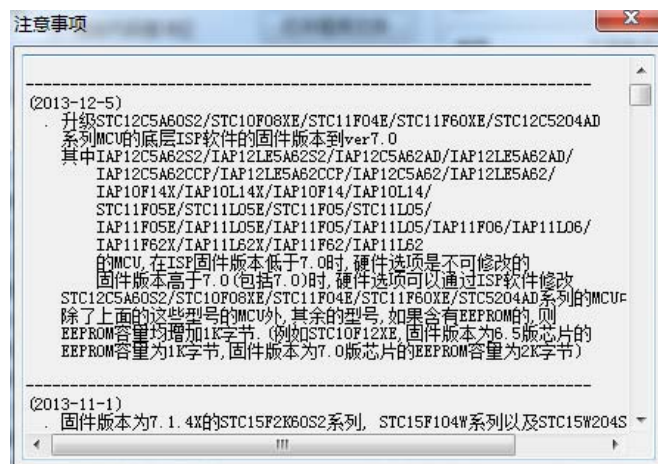 注意事项
(2013-12-5)
. 升级STC12C5A60S2/STC10F08XE/STC11F04E/STC11F60XE/STC12C5204AD
系列MCU的底层ISP软件的固件版本到ver7.0
其中IAP12C5A62S2/IAP12LE5A62S2/IAP12C5A62AD/IAP12LE5A62AD/
IAP12C5A62CCP/IAP12LE5A62CCP/IAP12C5A62/IAP12LE5A62/
IAP10F14X/IAP10L14X/IAP10F14/IAP10L14/
STC11F05E/STC11L05E/STC11F05/STC11L05/
IAP11F05E/IAP11L05E/IAP11F05/IAP11L05/IAP11F06/IAP11L06/
IAP11F62X/IAP11L62X/IAP11F62/IAP11L62
的MCU,在ISP固件版本低于7.0时,硬件选项是不可修改的
固件版本高于7.0(包括7.0)时,硬件选项可以通过ISP软件修改
STC12C5A60S2/STC10F08XE/STC11F04E/STC11F60XE/STC5204AD系列的MCU
除了上面的这些型号的MCU外,其余的型号,如果含有EEPROM的,则
EEPROM容量均增加1K字节.(例如STC10F12XE,固件版本为6.5版芯片的
EEPROM容量为1K字节,固件版本为7.0版芯片的EEPROM容量为2K字节)
(2013-11-1)
. 固件版本为7.1.4X的STC15F2K60S2系列, STC15F104W系列以及STC15W204S